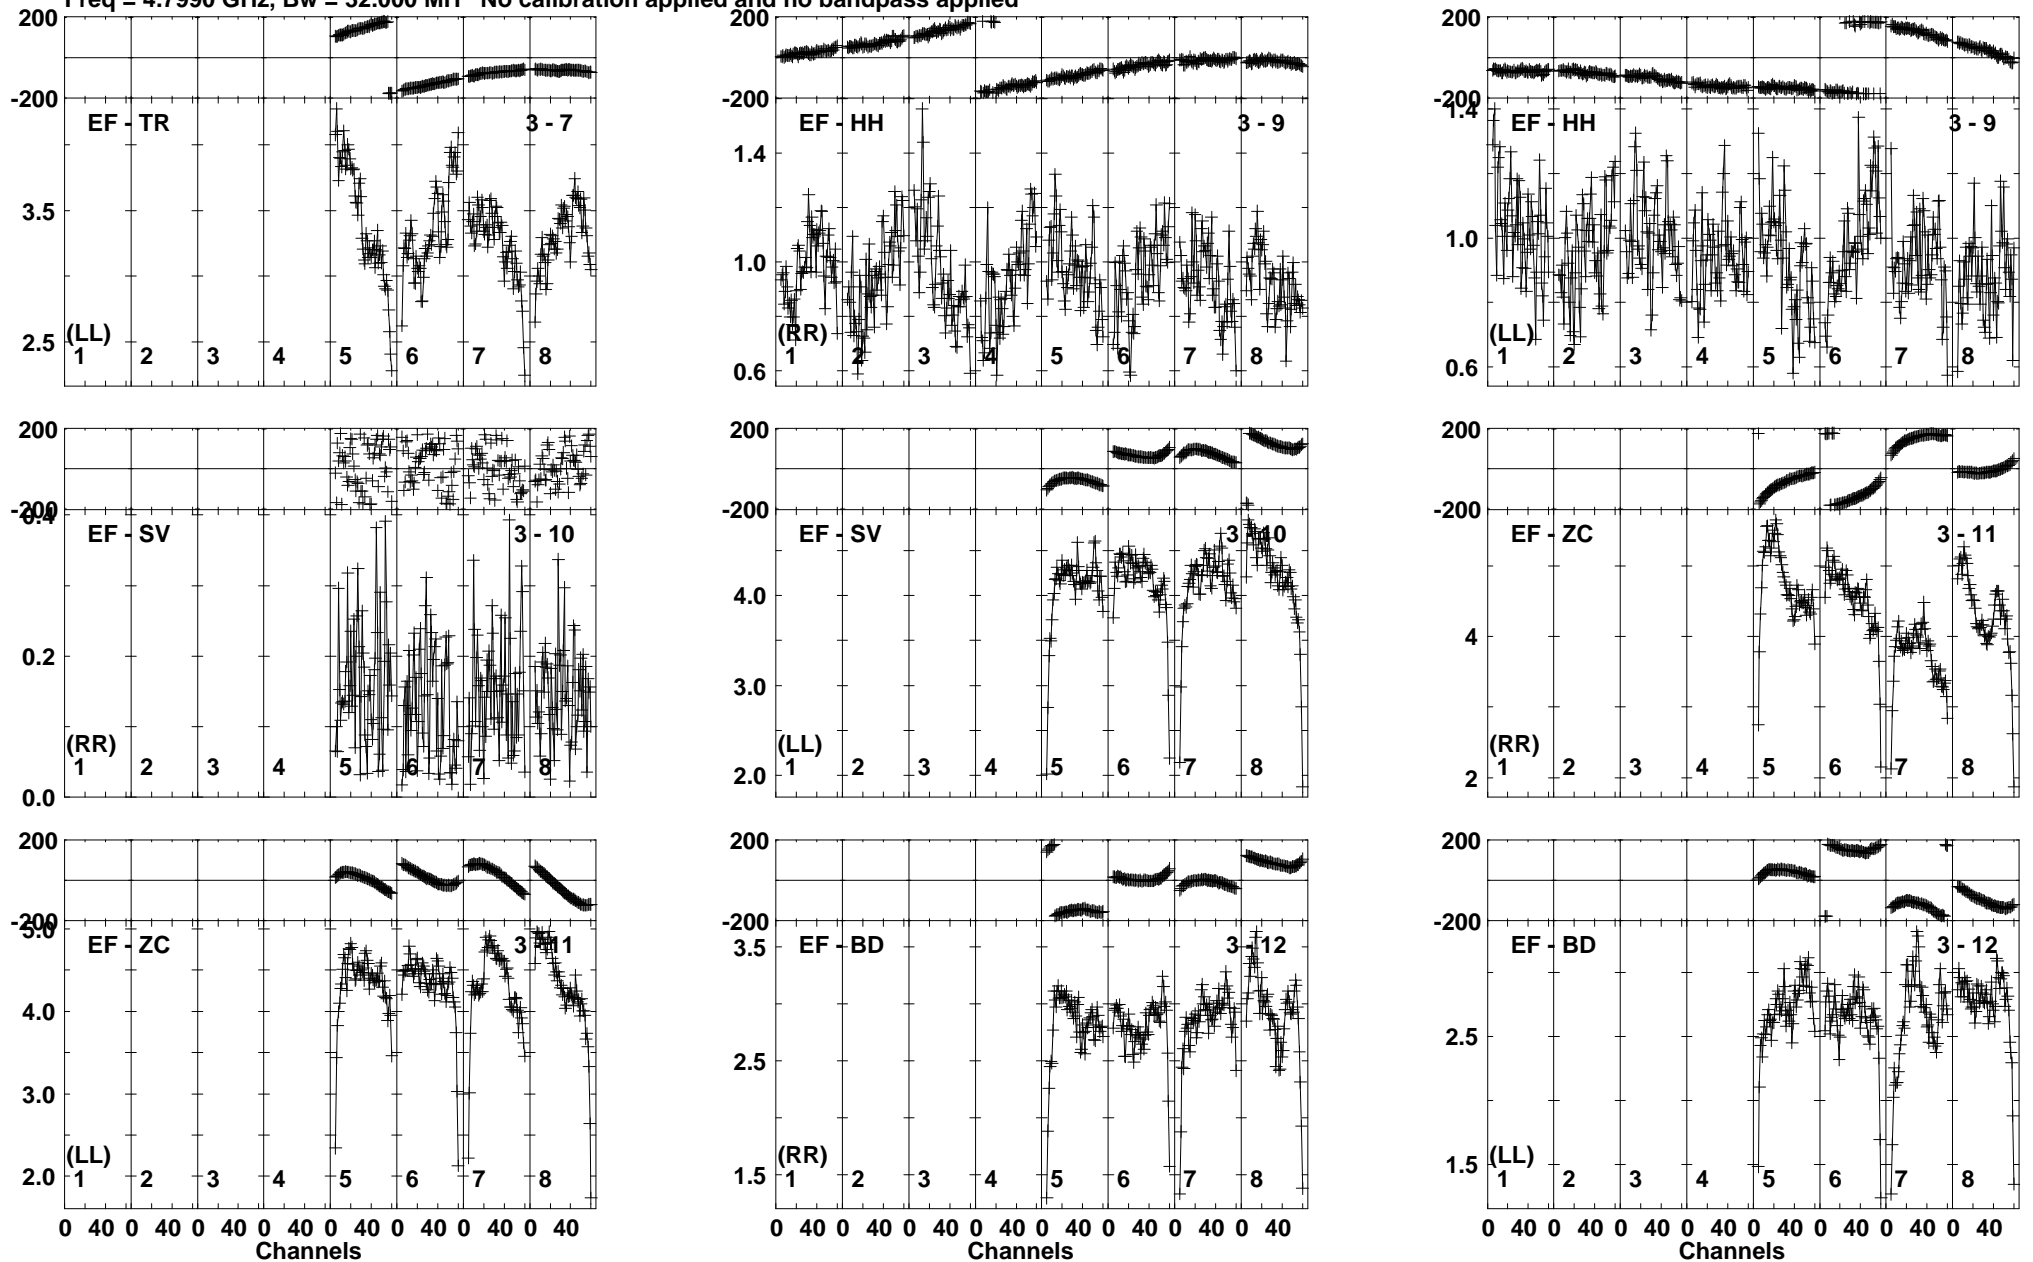 Freq = 4.7990 GHz, Bw = 32.000 MH No calibration applied and no bandpass applied
200 200 200
-200 -200 -200
EF - TR 3 - 7 EF - HH 3 - 9 EF - HH 3 - 9
3.5 1.4 1.4
2.5 1.0 1.0
0.6 0.6
(LL) (RR) (LL)
1 2 3 4 5 6 7 8 1 2 3 4 5 6 7 8 1 2 3 4 5 6 7 8
200 200 200
-200 -200 -200
EF - SV 3 - 10 EF - SV 3 - 10 EF - ZC 3 - 11
0.4 4.0 4
0.2 3.0 2
0.0 2.0
(RR) (LL) (RR)
1 2 3 4 5 6 7 8 1 2 3 4 5 6 7 8 1 2 3 4 5 6 7 8
200 200 200
-200 -200 -200
EF - ZC 3 - 11 EF - BD 3 - 12 EF - BD 3 - 12
5.0 3.5
4.0 2.5 2.5
3.0
2.0 1.5 1.5
(LL) (RR) (LL)
1 2 3 4 5 6 7 8 1 2 3 4 5 6 7 8 1 2 3 4 5 6 7 8
0 40 0 40 0 40 0 40 0 40 0 40 0 40 0 40 0 40 0 40 0 40 0 40 0 40 0 40 0 40 0 40 0 40 0 40 0 40 0 40 0 40 0 40 0 40 0 40
Channels Channels